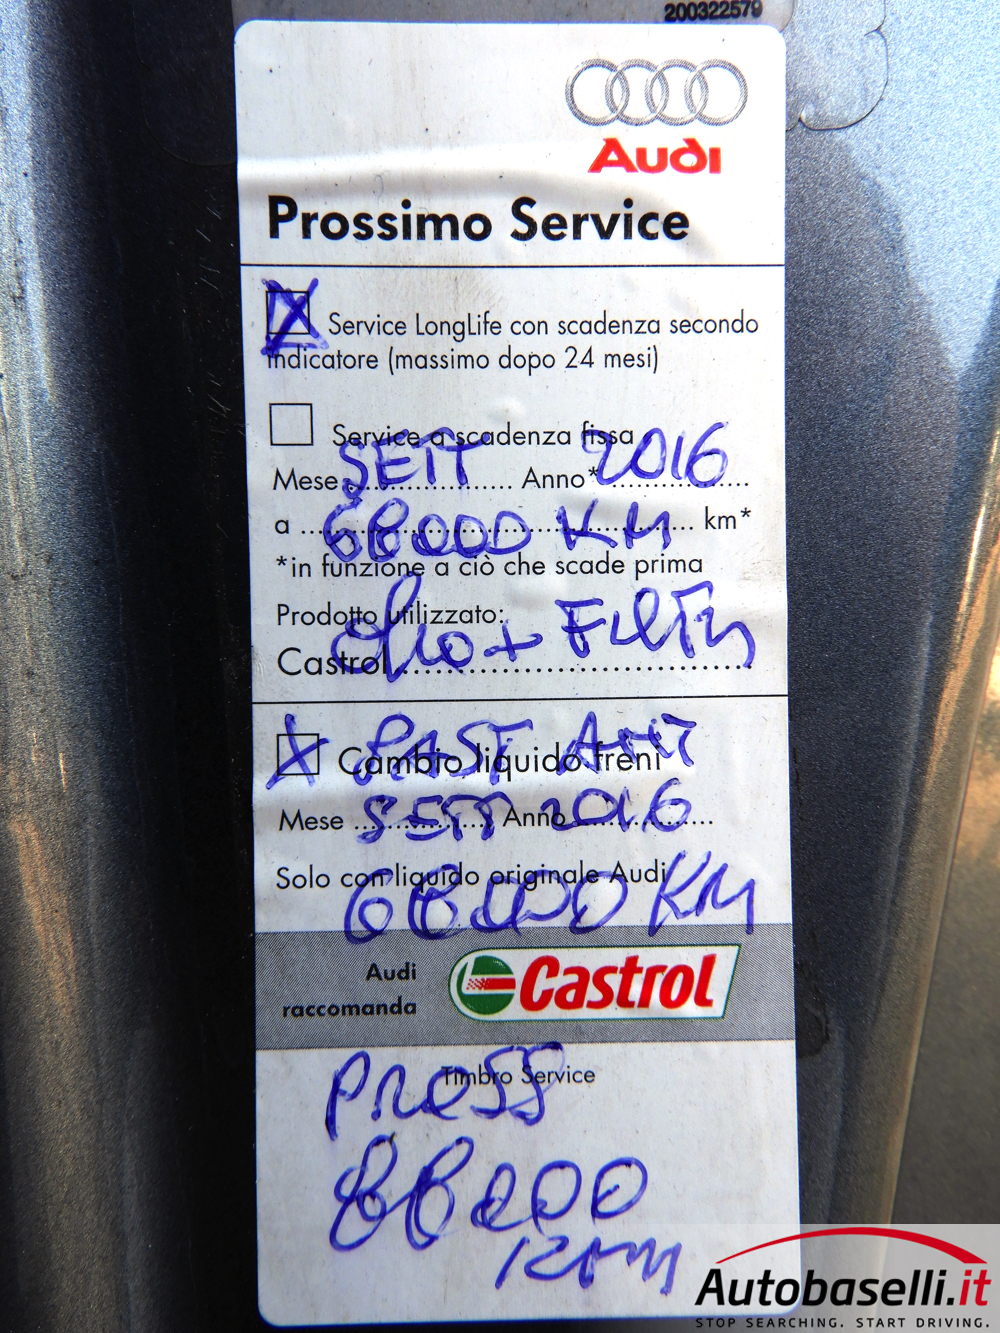 200322579
Audi
Prossimo Service
Service LongLife con scadenza secondo
indicatore (massimo dopo 24 mesi)
Service a scadenza fissa
Mese SETT Anno* 2016
a 68000 KM km*
*in funzione a ciò che scade prima
Prodotto utilizzato:
Castrol Olio + FILTRI
Cambio liquido freni
PAST ANT
Mese SETT Anno 2016
Solo con liquido originale Audi
68000 KM
Audi
raccomanda
Castrol
Timbro Service
PROSS
88000
KM
Autobaselli.it
STOP SEARCHING. START DRIVING.